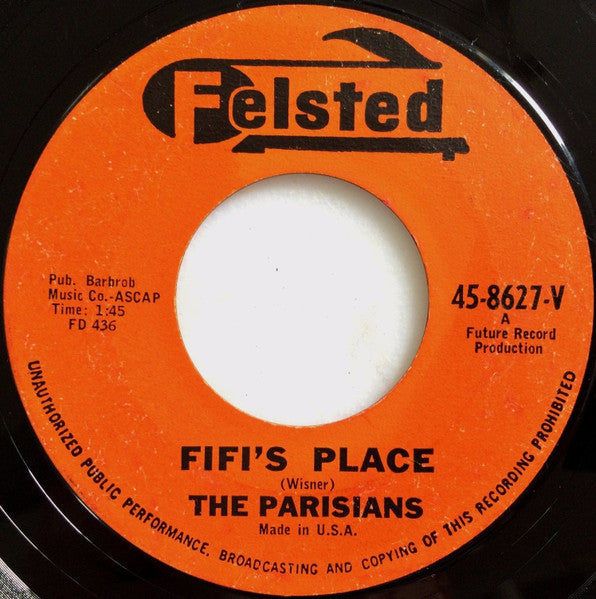 Felsted
Pub. Barbrob
Music Co.-ASCAP
Time: 1:45
FD 436
45-8627-V
A
Future Record
Production
FIFI'S PLACE
(Wisner)
THE PARISIANS
Made in U.S.A.
UNAUTHORIZED PUBLIC PERFORMANCE, BROADCASTING AND COPYING OF THIS RECORDING PROHIBITED